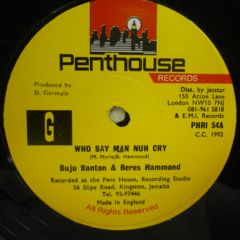 Penthouse
RECORDS
Produced by
D. Germain
Dist. by Jetstar
155 Acton Lane
London NW10 7NJ
081-961 5818
& E.M.I. Records
G
PHRI 54A
C.C. 1992
WHO SAY MAN NUH CRY
(M. Myrie/B. Hammond)
Buju Banton & Beres Hammond
Recorded at the Pent House, Recording Studio
56 Slipe Road, Kingston, Jamaica
Tel: 92-97446
Made in England
All Rights Reserved